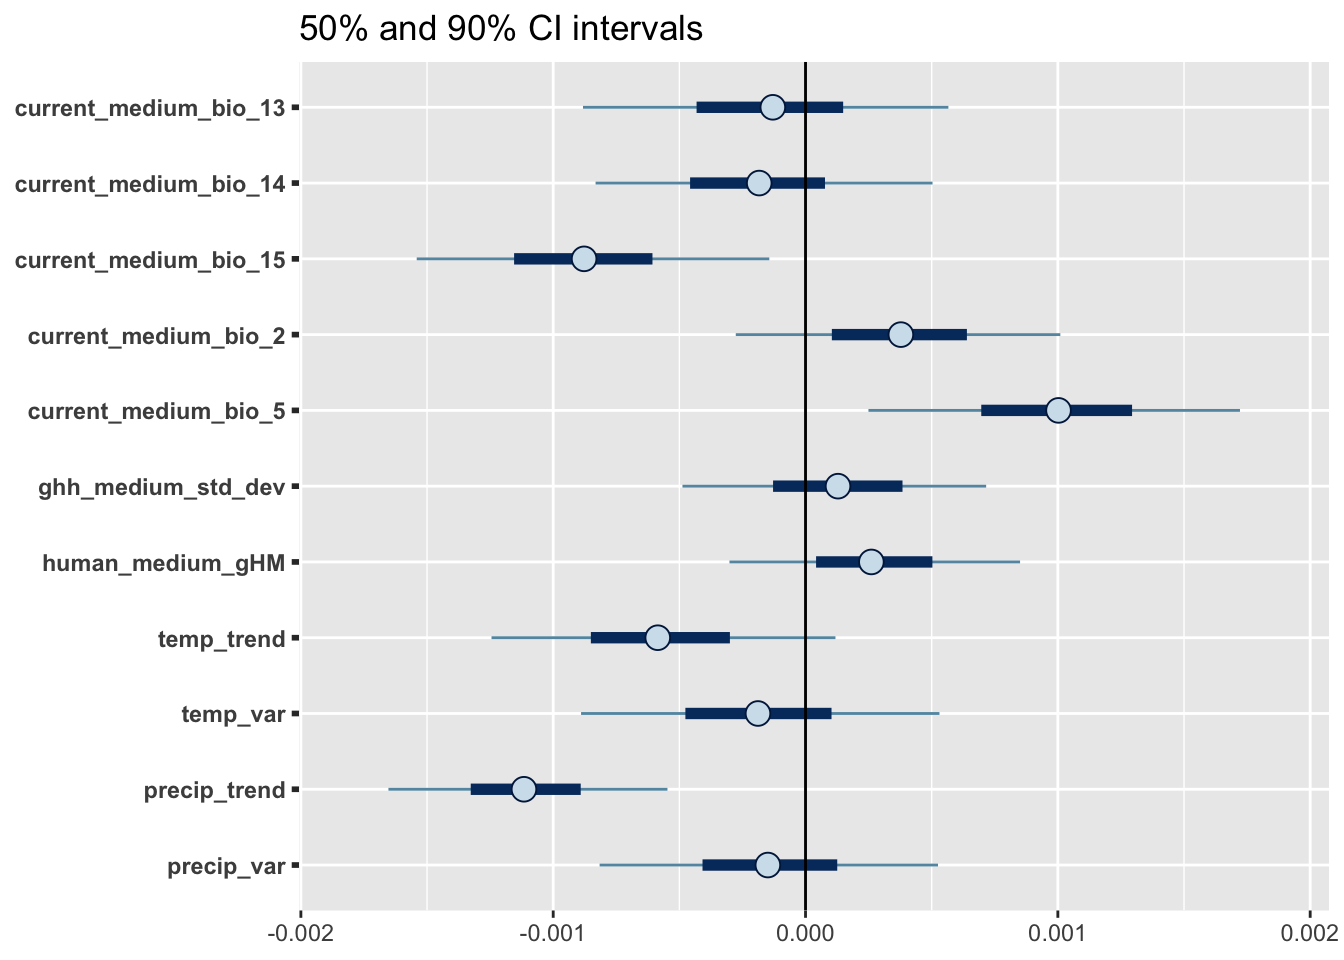 50% and 90% CI intervals
current_medium_bio_13
current_medium_bio_14
current_medium_bio_15
current_medium_bio_2
current_medium_bio_5
ghh_medium_std_dev
human_medium_gHM
temp_trend
temp_var
precip_trend
precip_var
-0.002 -0.001 0.000 0.001 0.002